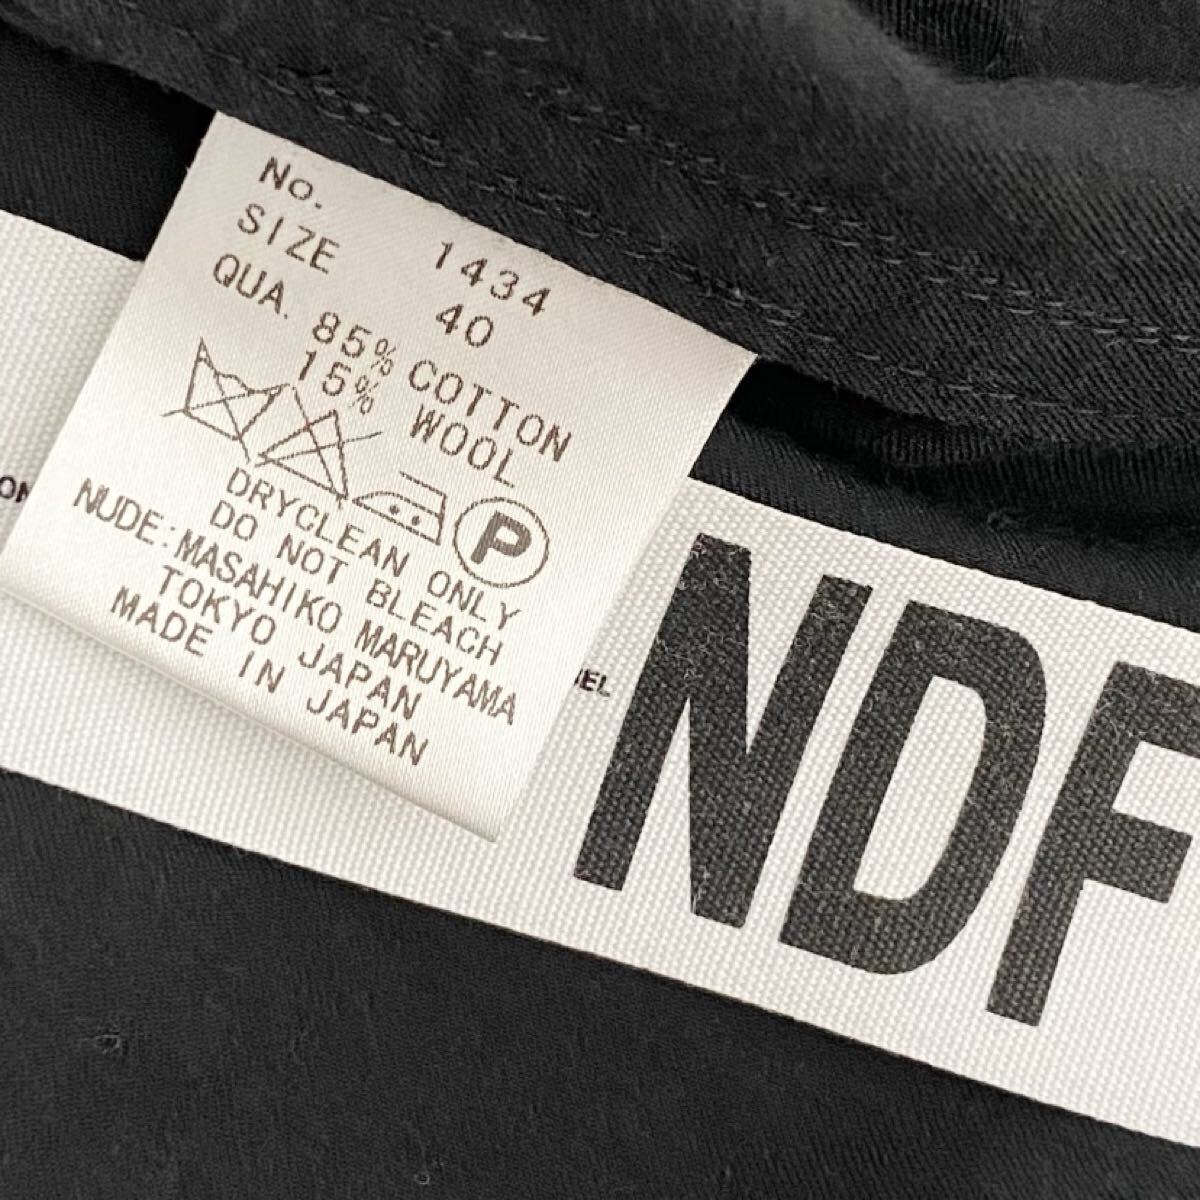 No. 1434
SIZE 40
QUA. 85% COTTON
15% WOOL
P
DRYCLEAN ONLY
DO NOT BLEACH
NUDE:MASAHIKO MARUYAMA
TOKYO JAPAN
MADE IN JAPAN
NDF